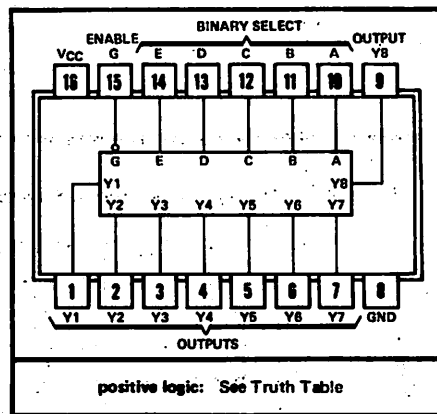 BINARY SELECT
ENABLE OUTPUT
VCC G E D C B A Y8
16 15 14 13 12 11 10 9
G E D C B A
Y1 Y8
Y2 Y3 Y4 Y5 Y6 Y7
1 2 3 4 5 6 7 8
Y1 Y2 Y3 Y4 Y5 Y6 Y7 GND
OUTPUTS
positive logic: See Truth Table